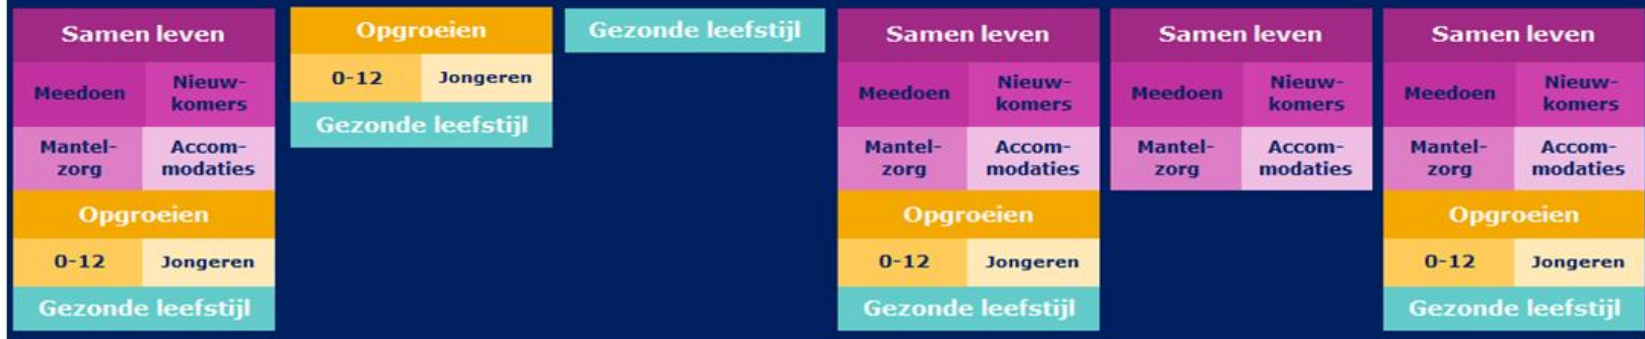 Samen leven
Meedoen
Nieuw-
komers
Mantel-
zorg
Accom-
modaties
Opgroeien
0-12
Jongeren
Gezonde leefstijl
Opgroeien
0-12
Jongeren
Gezonde leefstijl
Gezonde leefstijl
Samen leven
Meedoen
Nieuw-
komers
Mantel-
zorg
Accom-
modaties
Opgroeien
0-12
Jongeren
Gezonde leefstijl
Samen leven
Meedoen
Nieuw-
komers
Mantel-
zorg
Accom-
modaties
Samen leven
Meedoen
Nieuw-
komers
Mantel-
zorg
Accom-
modaties
Opgroeien
0-12
Jongeren
Gezonde leefstijl